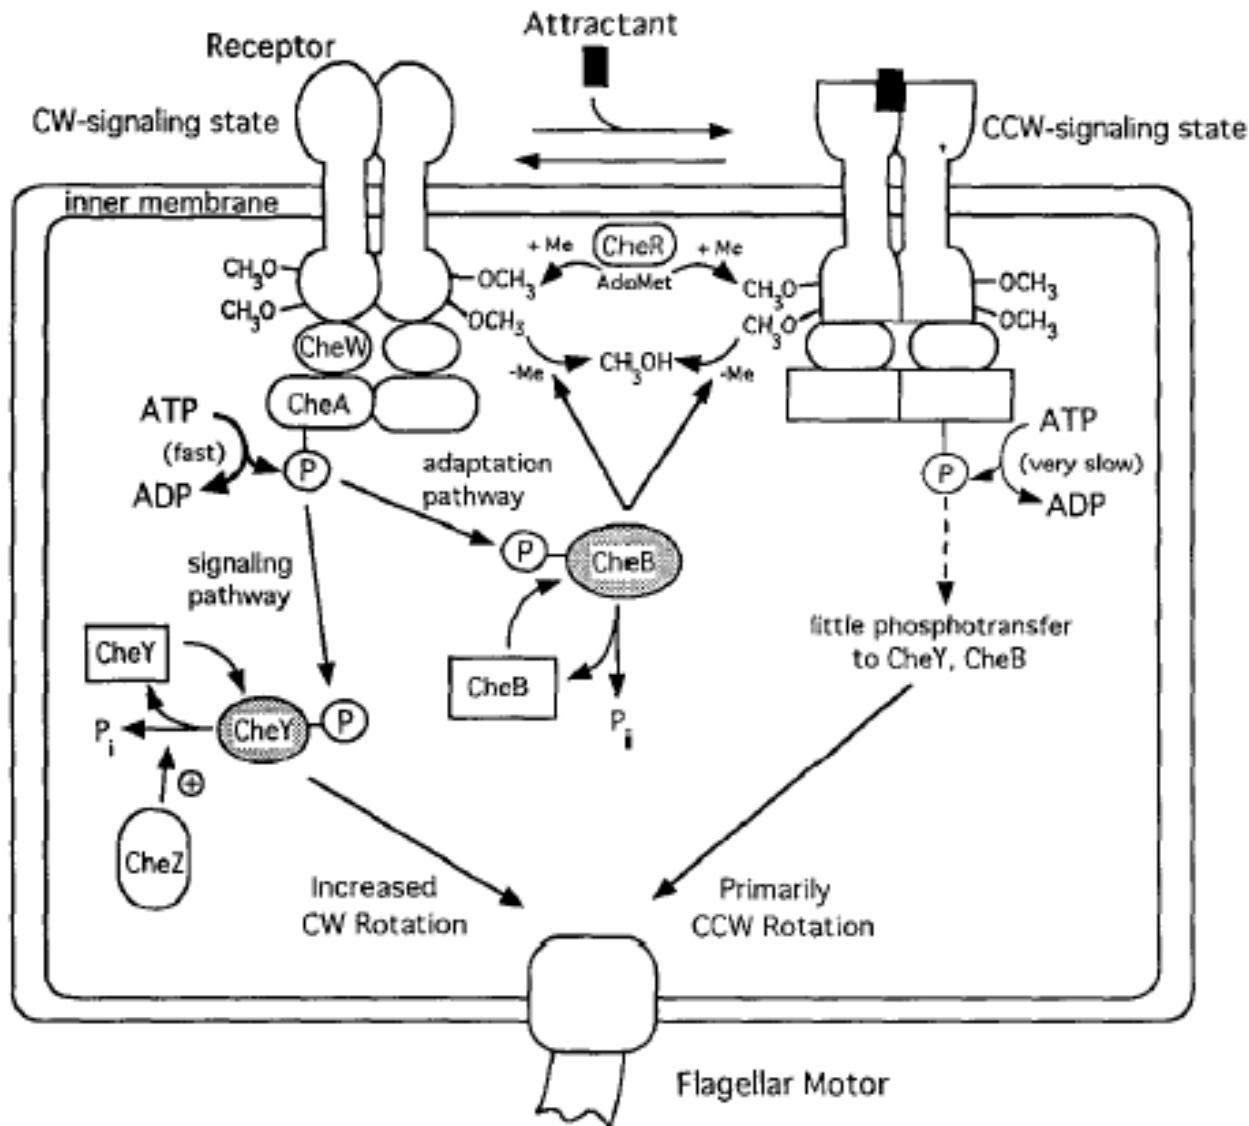 Attractant
Receptor
CW-signaling state
CCW-signaling state
inner membrane
+ Me
CheR
+ Me
AdoMet
CH3O
OCH3
CH3O
OCH3
CH3O
OCH3
CH3O
OCH3
CheW
-Me
CH3OH
-Me
CheA
ATP
(fast)
ADP
P
adaptation
pathway
ATP
(very slow)
ADP
P
signaling
pathway
P
CheB
CheB
Pi
little phosphotransfer
to CheY, CheB
CheY
Pi
CheY
P
+
CheZ
Increased
CW Rotation
Primarily
CCW Rotation
Flagellar Motor